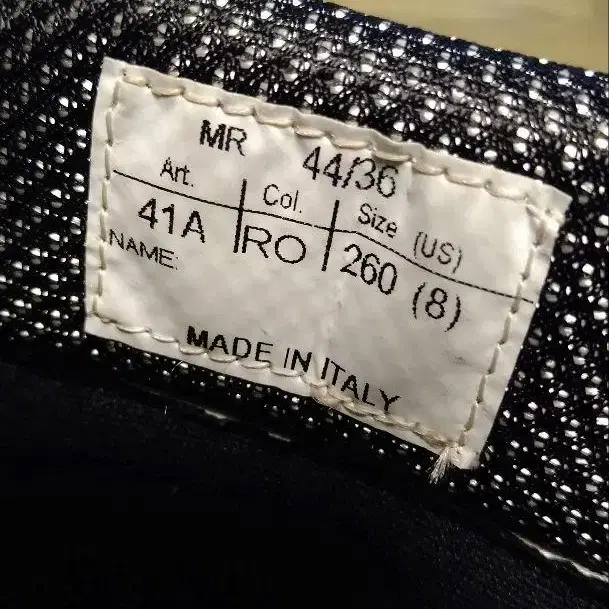 MR 44/36
Art. Col. Size (US)
41A RO 260 (8)
NAME:
MADE IN ITALY